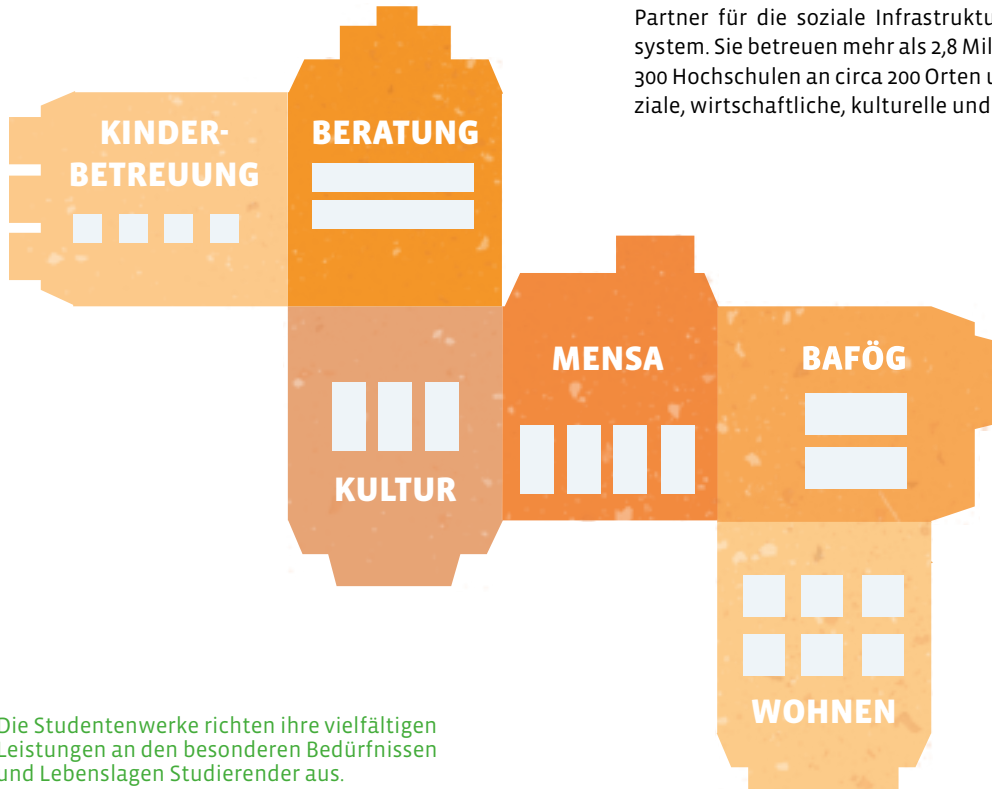 Partner für die soziale Infrastruktu
system. Sie betreuen mehr als 2,8 Mil
300 Hochschulen an circa 200 Orten u
ziale, wirtschaftliche, kulturelle und
KINDER-
BETREUUNG
BERATUNG
MENSA
BAFÖG
KULTUR
WOHNEN
Die Studentenwerke richten ihre vielfältigen
Leistungen an den besonderen Bedürfnissen
und Lebenslagen Studierender aus.